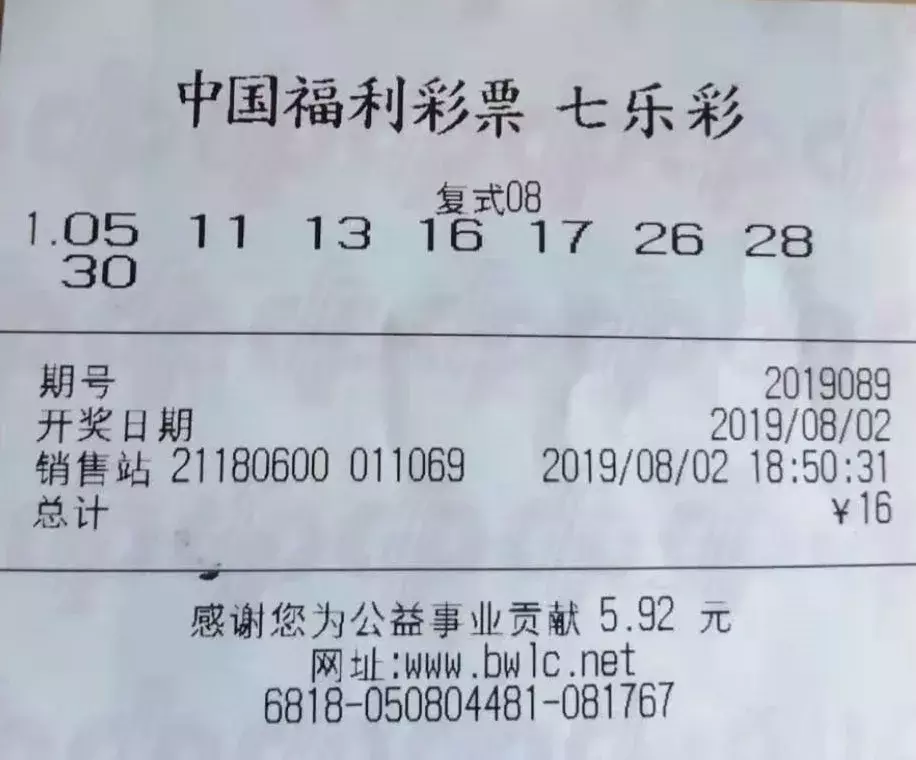 中国福利彩票 七乐彩
复式08
1.05 11 13 16 17 26 28
30
期号 2019089
开奖日期 2019/08/02
销售站 21180600 011069 2019/08/02 18:50:31
总计 ¥16
感谢您为公益事业贡献 5.92 元
网址:www.bwlc.net
6818-050804481-081767